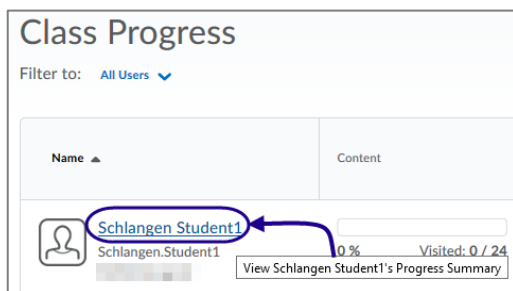 Class Progress
Filter to: All Users
Name Content
Schlangen Student1
Schlangen.Student1
0 % Visited: 0 / 24
View Schlangen Student1's Progress Summary